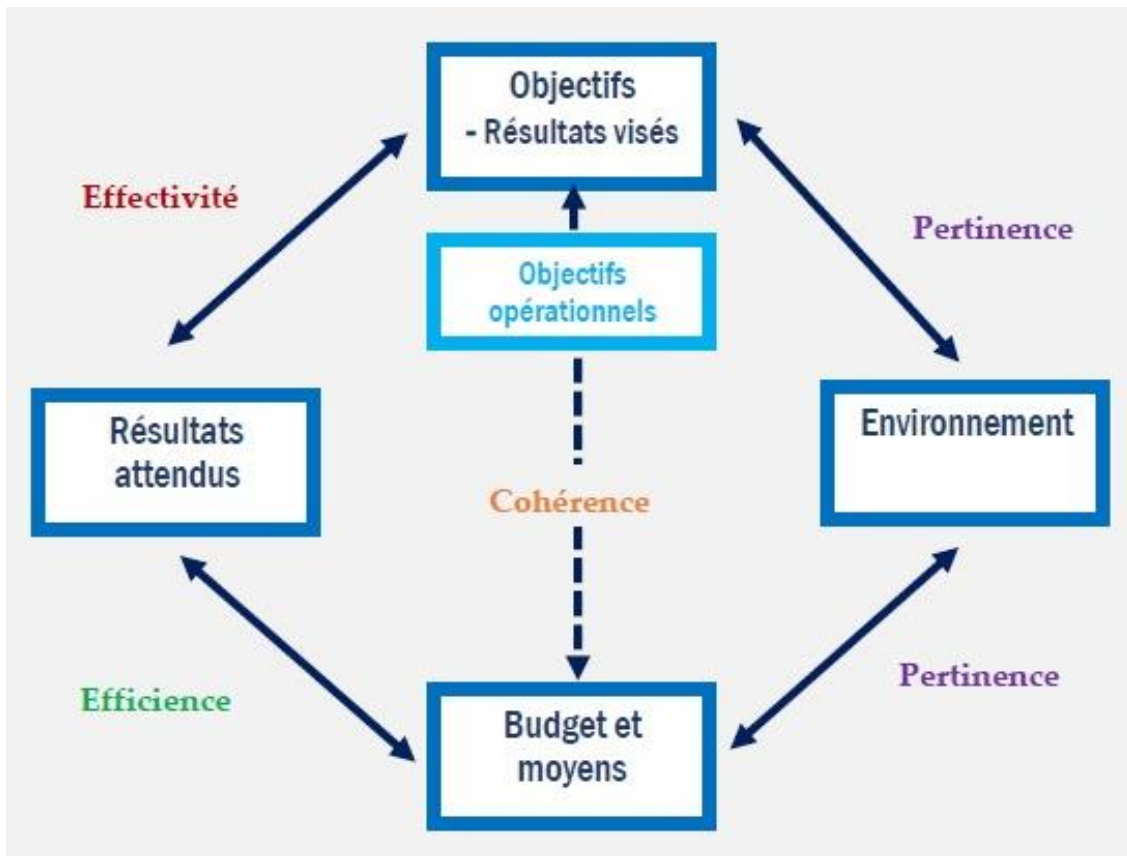 Objectifs
- Résultats visés
Effectivité
Pertinence
Objectifs
opérationnels
Résultats
attendus
Environnement
Cohérence
Efficience
Pertinence
Budget et
moyens